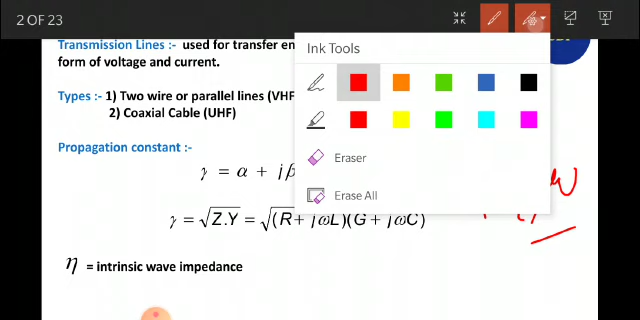 2 OF 23
Transmission Lines :- used for transfer en
form of voltage and current.
Types :- 1) Two wire or parallel lines (VHF
2) Coaxial Cable (UHF)
Propagation constant :-
γ = α + jβ
γ = √Z.Y = √(R + jωL)(G + jωC)
η = intrinsic wave impedance
Ink Tools
Eraser
Erase All